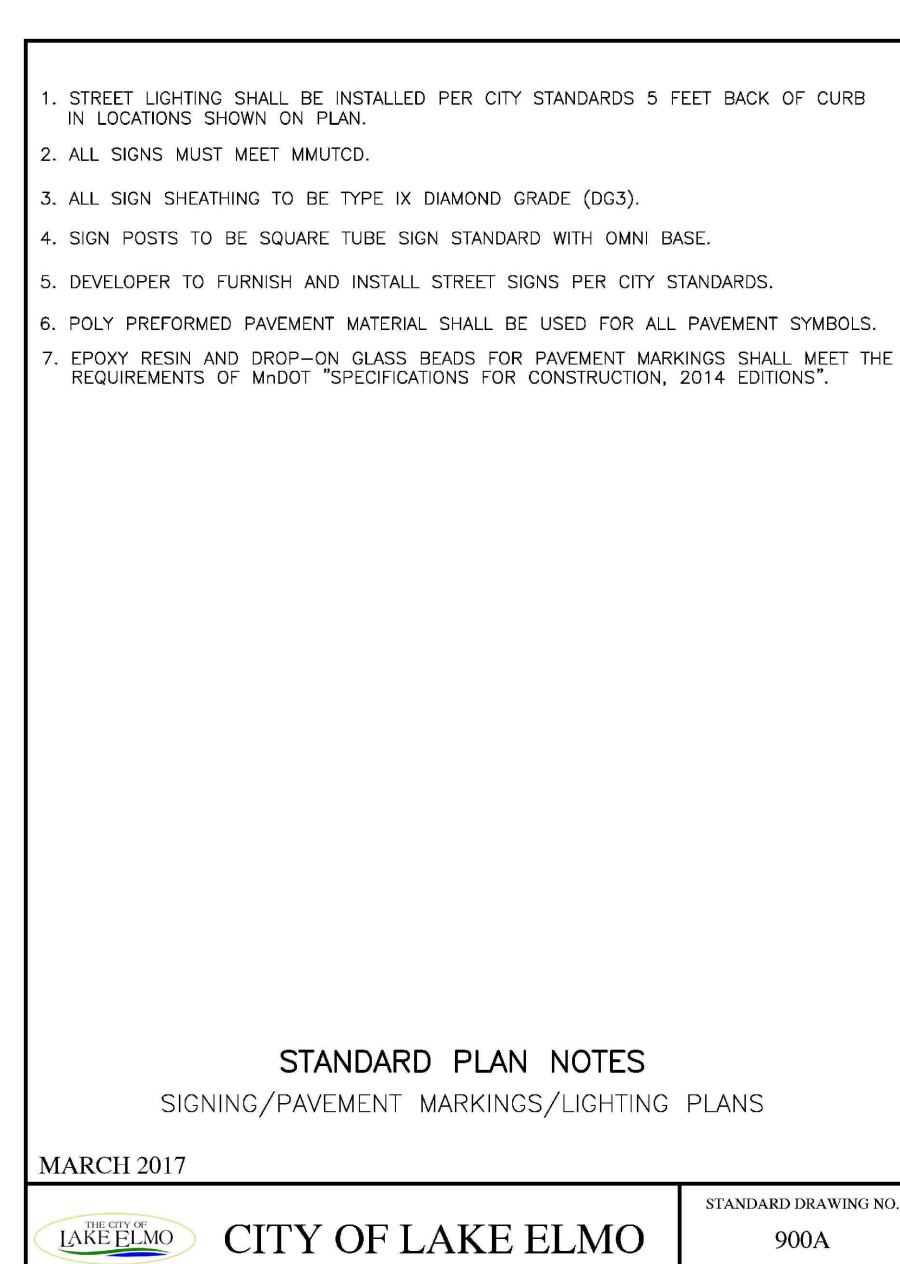 1. STREET LIGHTING SHALL BE INSTALLED PER CITY STANDARDS 5 FEET BACK OF CURB
IN LOCATIONS SHOWN ON PLAN.
2. ALL SIGNS MUST MEET MMUTCD.
3. ALL SIGN SHEATHING TO BE TYPE IX DIAMOND GRADE (DG3).
4. SIGN POSTS TO BE SQUARE TUBE SIGN STANDARD WITH OMNI BASE.
5. DEVELOPER TO FURNISH AND INSTALL STREET SIGNS PER CITY STANDARDS.
6. POLY PREFORMED PAVEMENT MATERIAL SHALL BE USED FOR ALL PAVEMENT SYMBOLS.
7. EPOXY RESIN AND DROP-ON GLASS BEADS FOR PAVEMENT MARKINGS SHALL MEET THE
REQUIREMENTS OF MnDOT "SPECIFICATIONS FOR CONSTRUCTION, 2014 EDITIONS".
STANDARD PLAN NOTES
SIGNING/PAVEMENT MARKINGS/LIGHTING PLANS
MARCH 2017
THE CITY OF
LAKE ELMO
CITY OF LAKE ELMO
STANDARD DRAWING NO.
900A